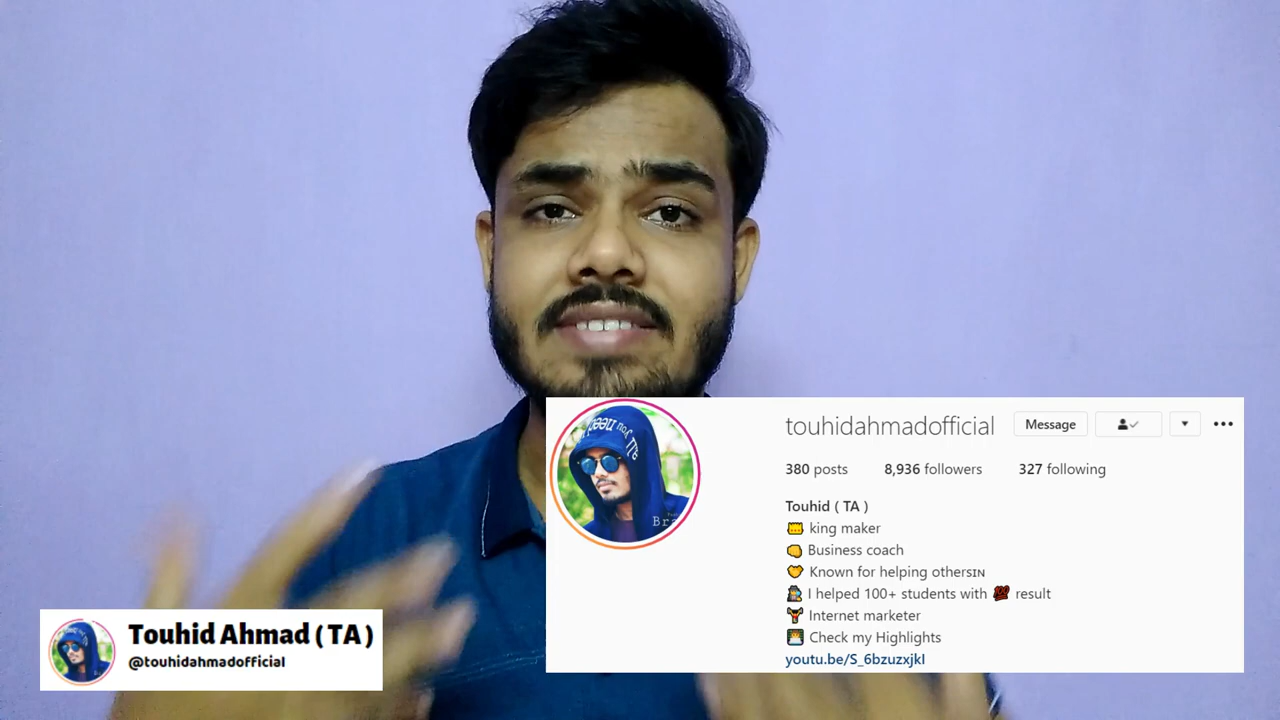 touhidahmadofficial
Message
380 posts 8,936 followers 327 following
Touhid ( TA )
king maker
Business coach
Known for helping othersɪɴ
I helped 100+ students with 💯 result
Internet marketer
Check my Highlights
youtu.be/S_6bzuzxjkI
Touhid Ahmad ( TA )
@touhidahmadofficial